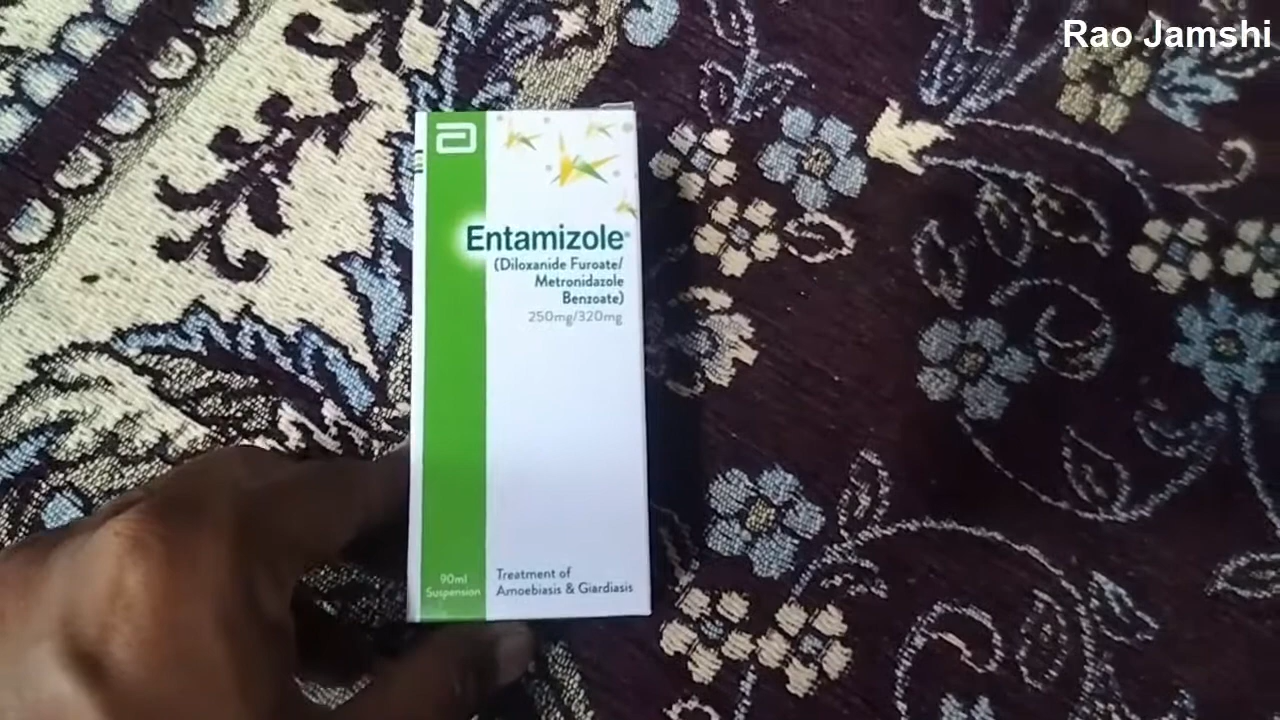 Rao Jamshi
Entamizole®
(Diloxanide Furoate/
Metronidazole
Benzoate)
250mg/320mg
90ml
Suspension
Treatment of
Amoebiasis & Giardiasis